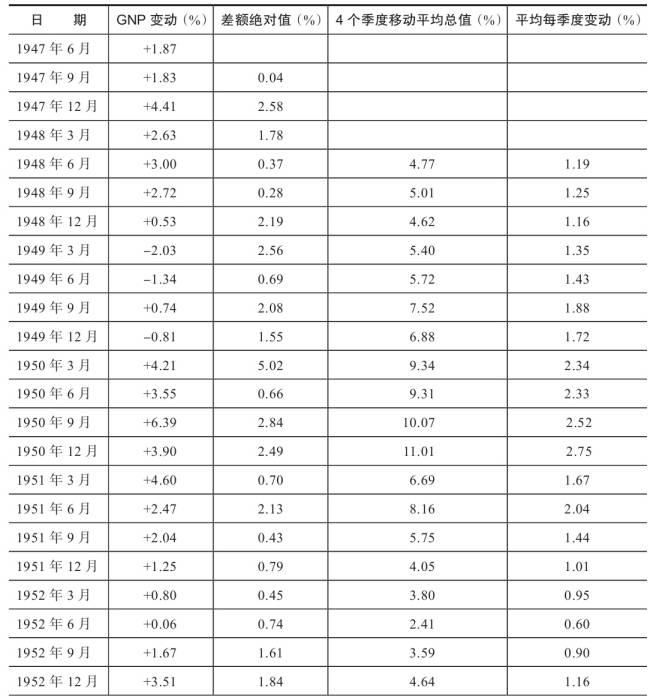 日 期 GNP 变动（%） 差额绝对值（%） 4 个季度移动平均总值（%） 平均每季度变动（%）
1947 年 6 月 +1.87
1947 年 9 月 +1.83 0.04
1947 年 12 月 +4.41 2.58
1948 年 3 月 +2.63 1.78
1948 年 6 月 +3.00 0.37 4.77 1.19
1948 年 9 月 +2.72 0.28 5.01 1.25
1948 年 12 月 +0.53 2.19 4.62 1.16
1949 年 3 月 –2.03 2.56 5.40 1.35
1949 年 6 月 –1.34 0.69 5.72 1.43
1949 年 9 月 +0.74 2.08 7.52 1.88
1949 年 12 月 –0.81 1.55 6.88 1.72
1950 年 3 月 +4.21 5.02 9.34 2.34
1950 年 6 月 +3.55 0.66 9.31 2.33
1950 年 9 月 +6.39 2.84 10.07 2.52
1950 年 12 月 +3.90 2.49 11.01 2.75
1951 年 3 月 +4.60 0.70 6.69 1.67
1951 年 6 月 +2.47 2.13 8.16 2.04
1951 年 9 月 +2.04 0.43 5.75 1.44
1951 年 12 月 +1.25 0.79 4.05 1.01
1952 年 3 月 +0.80 0.45 3.80 0.95
1952 年 6 月 +0.06 0.74 2.41 0.60
1952 年 9 月 +1.67 1.61 3.59 0.90
1952 年 12 月 +3.51 1.84 4.64 1.16